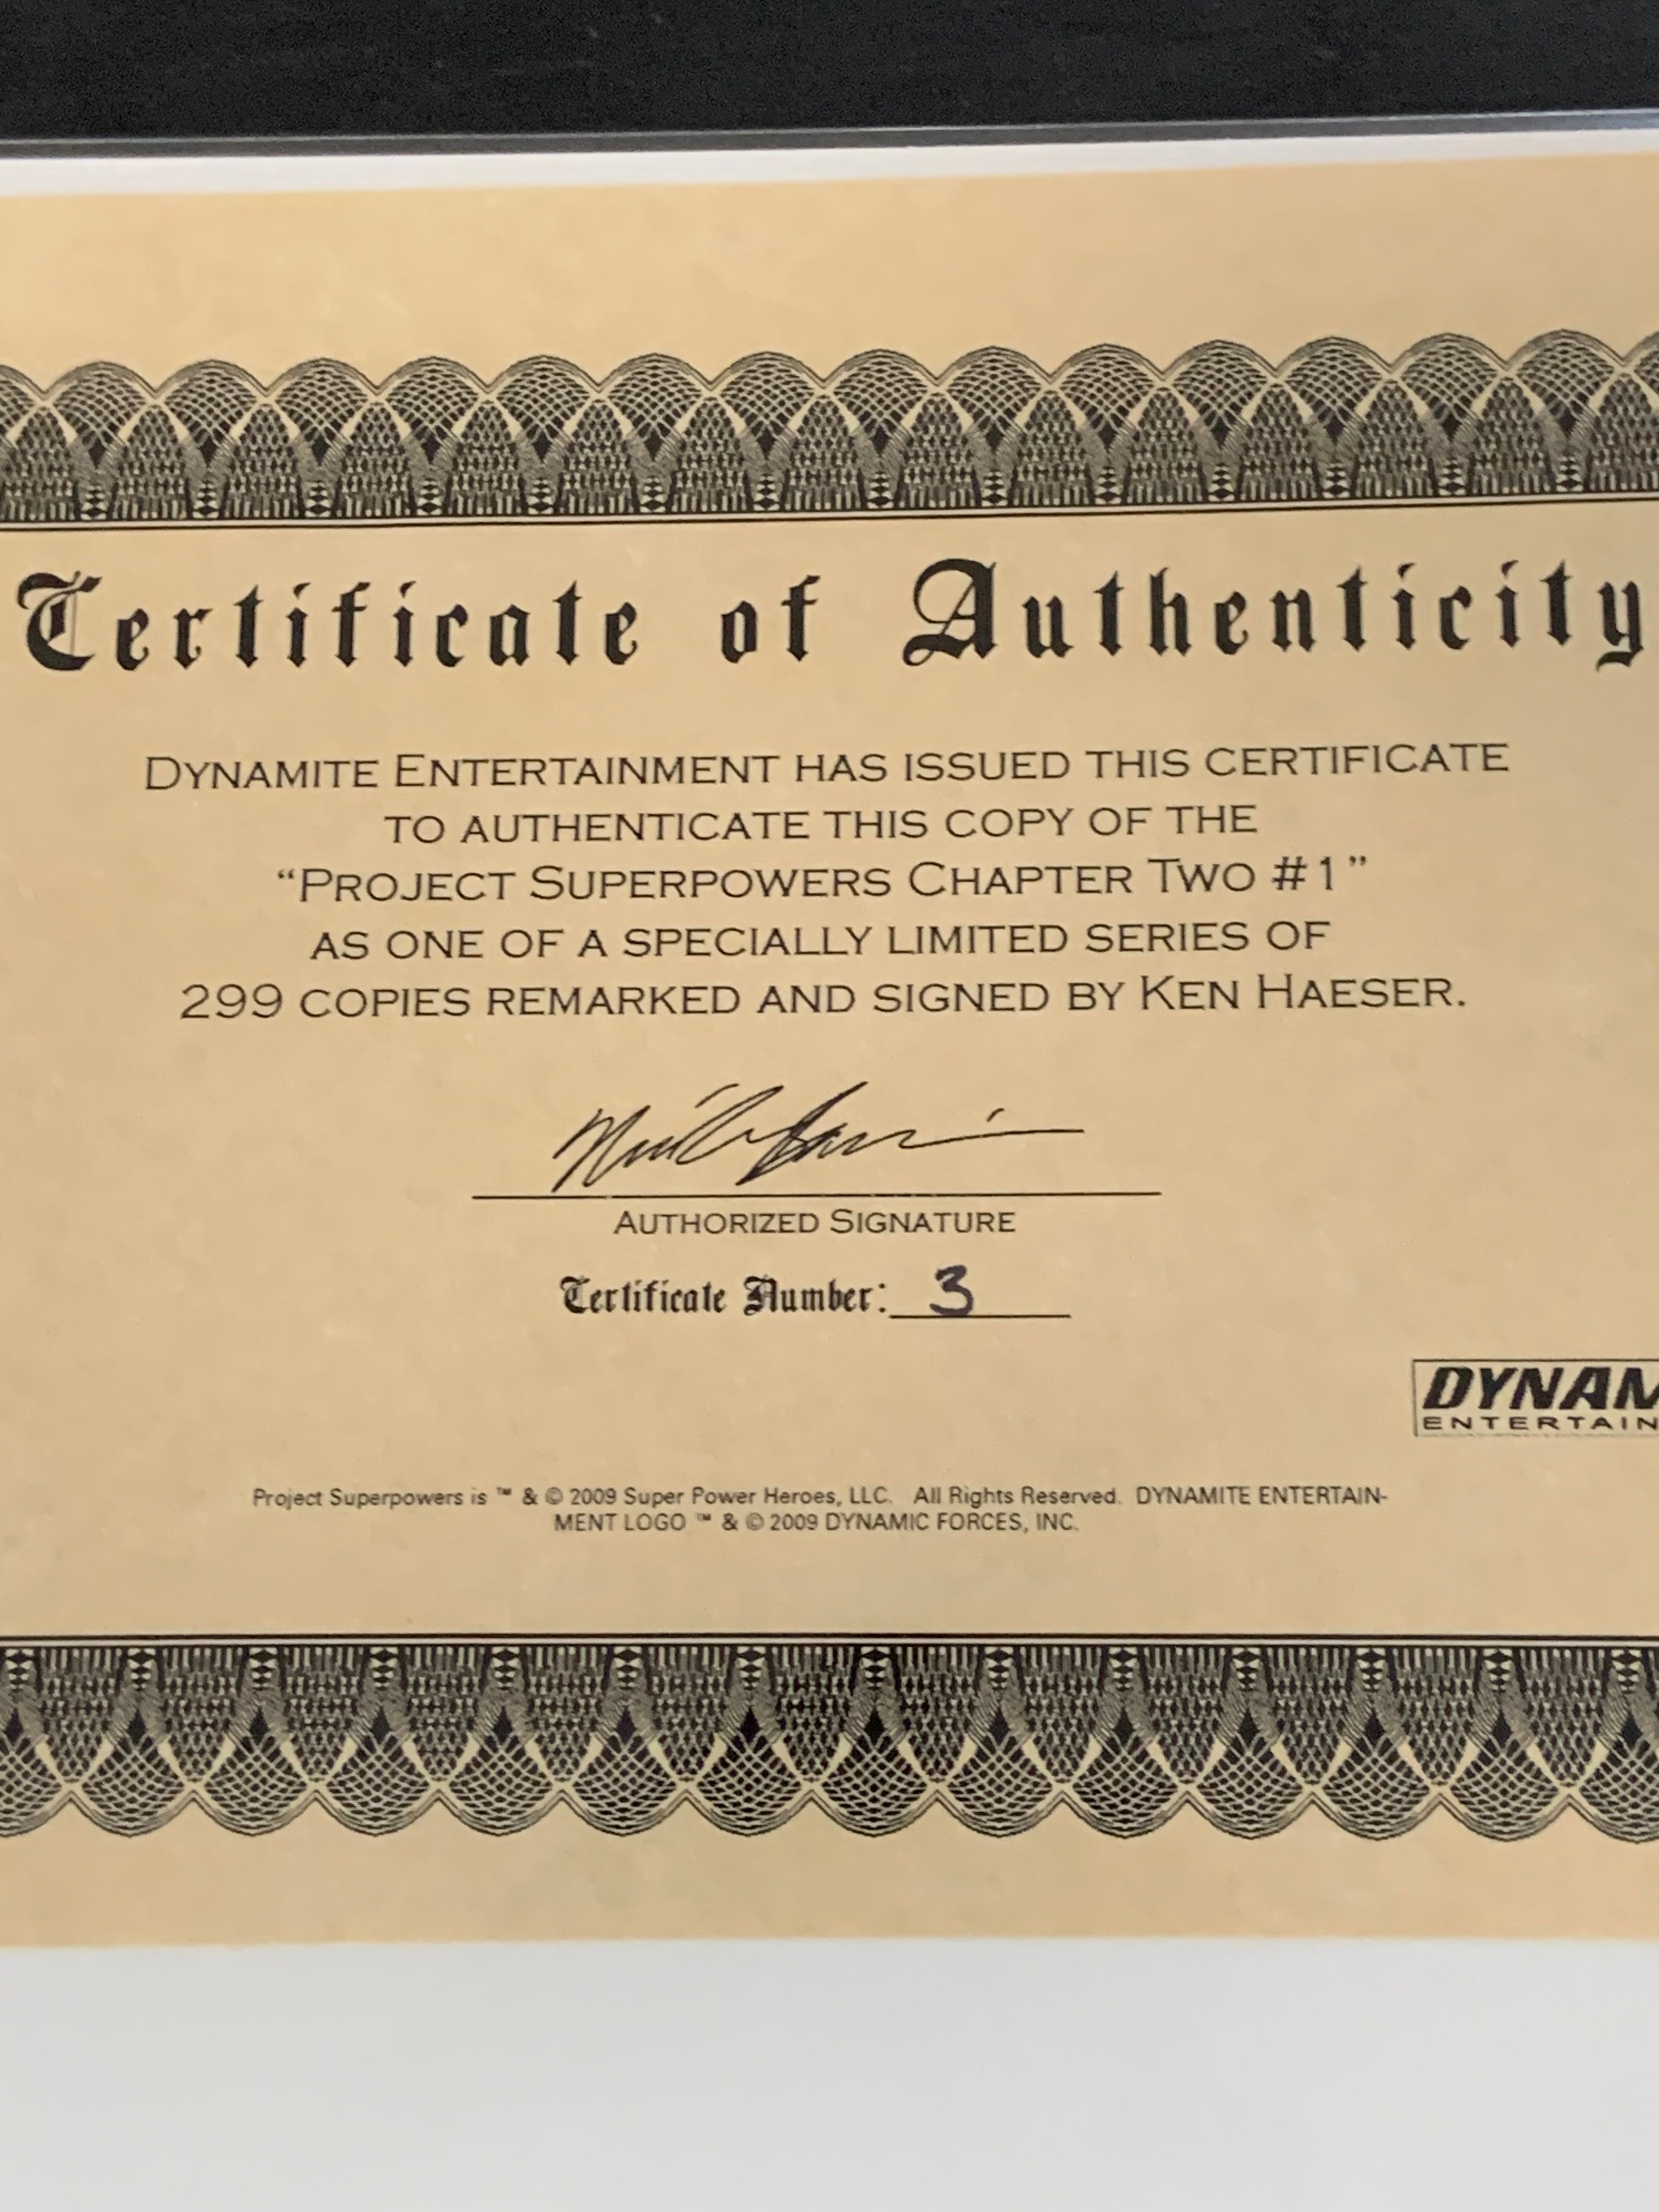 Certificate of Authenticity
DYNAMITE ENTERTAINMENT HAS ISSUED THIS CERTIFICATE
TO AUTHENTICATE THIS COPY OF THE
“PROJECT SUPERPOWERS CHAPTER TWO #1”
AS ONE OF A SPECIALLY LIMITED SERIES OF
299 COPIES REMARKED AND SIGNED BY KEN HAESER.
AUTHORIZED SIGNATURE
Certificate Number: 3
DYNAM
ENTERTAIN
Project Superpowers is ™ & © 2009 Super Power Heroes, LLC. All Rights Reserved. DYNAMITE ENTERTAIN-
MENT LOGO ™ & © 2009 DYNAMIC FORCES, INC.